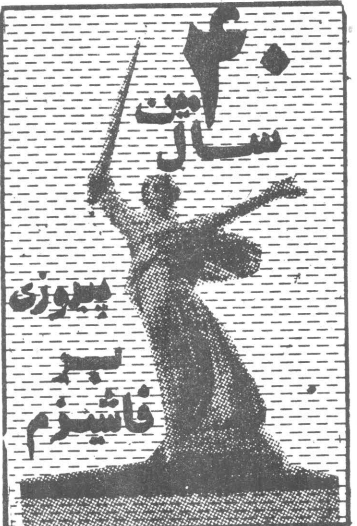 ۴۰
مین
سال
پیروزی
بر
فاشیزم